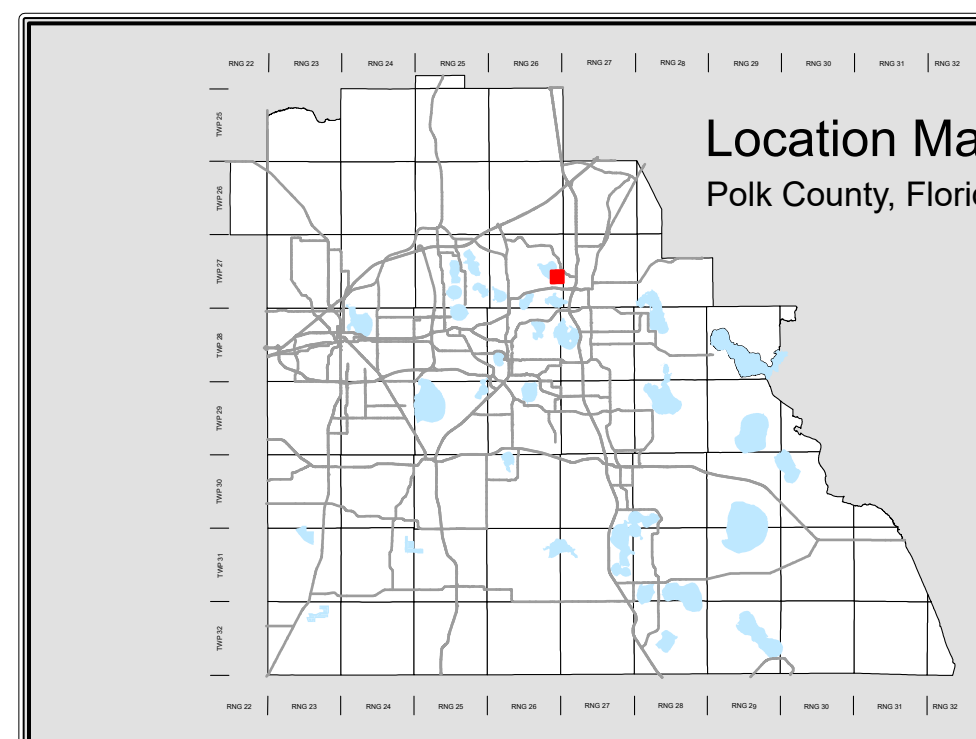 RNG 22 RNG 23 RNG 24 RNG 25 RNG 26 RNG 27 RNG 28 RNG 29 RNG 30 RNG 31 RNG 32
Location Ma
Polk County, Flori
TWP 25
TWP 26
TWP 27
TWP 28
TWP 29
TWP 30
TWP 31
TWP 32
RNG 22 RNG 23 RNG 24 RNG 25 RNG 26 RNG 27 RNG 28 RNG 29 RNG 30 RNG 31 RNG 32